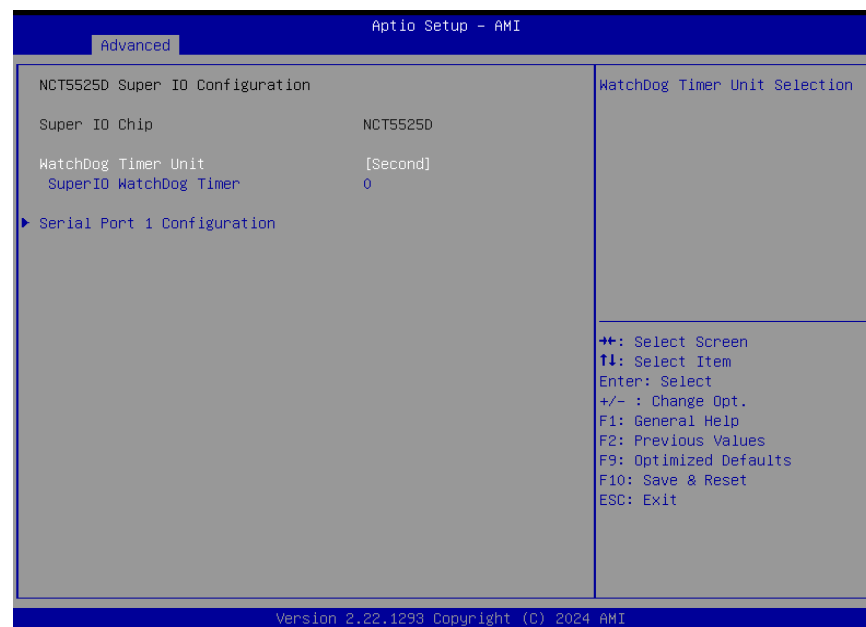 Aptio Setup – AMI
Advanced
NCT5525D Super IO Configuration
Super IO Chip NCT5525D
WatchDog Timer Unit [Second]
SuperIO WatchDog Timer 0
Serial Port 1 Configuration
WatchDog Timer Unit Selection
→←: Select Screen
↑↓: Select Item
Enter: Select
+/- : Change Opt.
F1: General Help
F2: Previous Values
F9: Optimized Defaults
F10: Save & Reset
ESC: Exit
Version 2.22.1293 Copyright (C) 2024 AMI